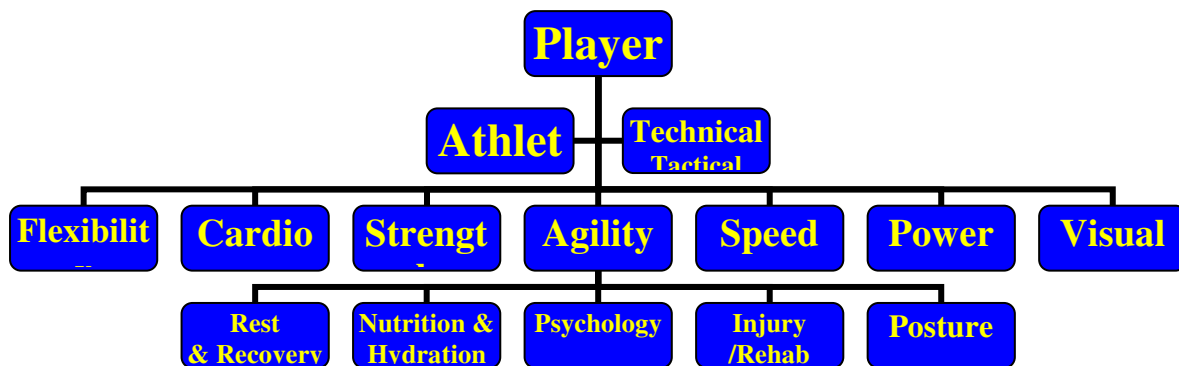 Player
Athlet
Technical
Tactical
Flexibilit
Cardio
Strengt
Agility
Speed
Power
Visual
Rest
& Recovery
Nutrition &
Hydration
Psychology
Injury
/Rehab
Posture